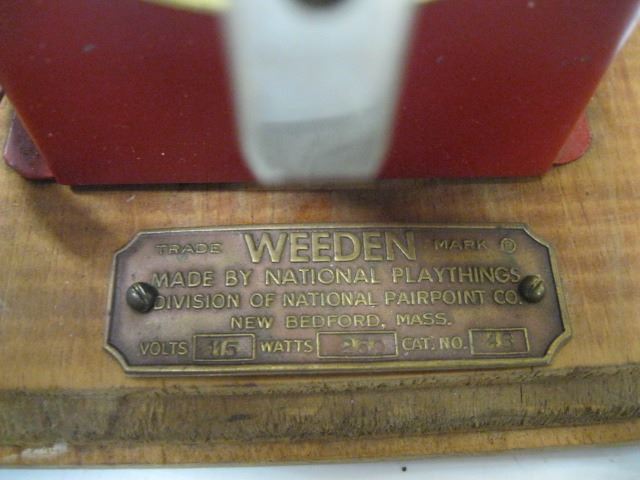 TRADE WEEDEN MARK ®
MADE BY NATIONAL PLAYTHINGS
DIVISION OF NATIONAL PAIRPOINT CO.
NEW BEDFORD, MASS.
VOLTS 115 WATTS CAT. NO.